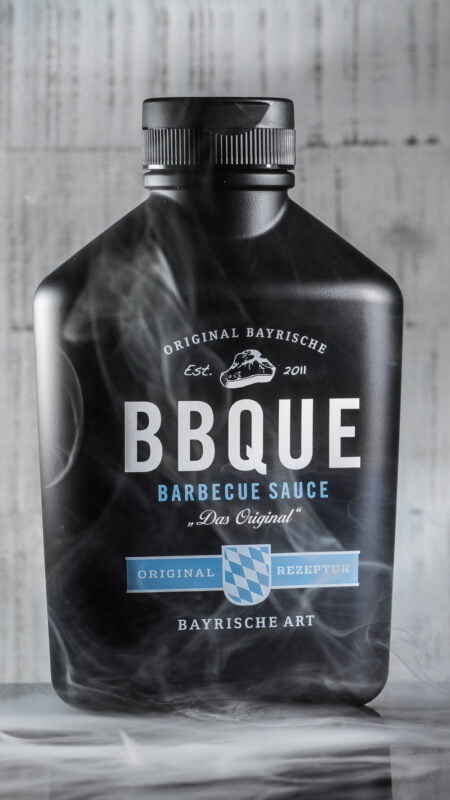 ORIGINAL BAYRISCHE
Est. 2011
BBQUE
BARBECUE SAUCE
„Das Original“
ORIGINAL REZEPTUR
BAYRISCHE ART